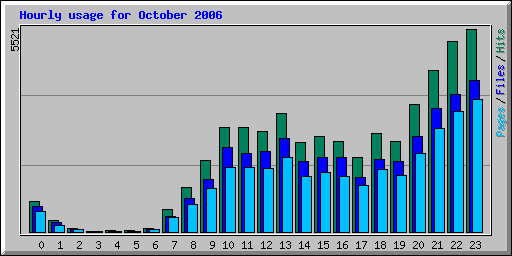 Hourly usage for October 2006
5521
Pages / Files / Hits
0 1 2 3 4 5 6 7 8 9 10 11 12 13 14 15 16 17 18 19 20 21 22 23